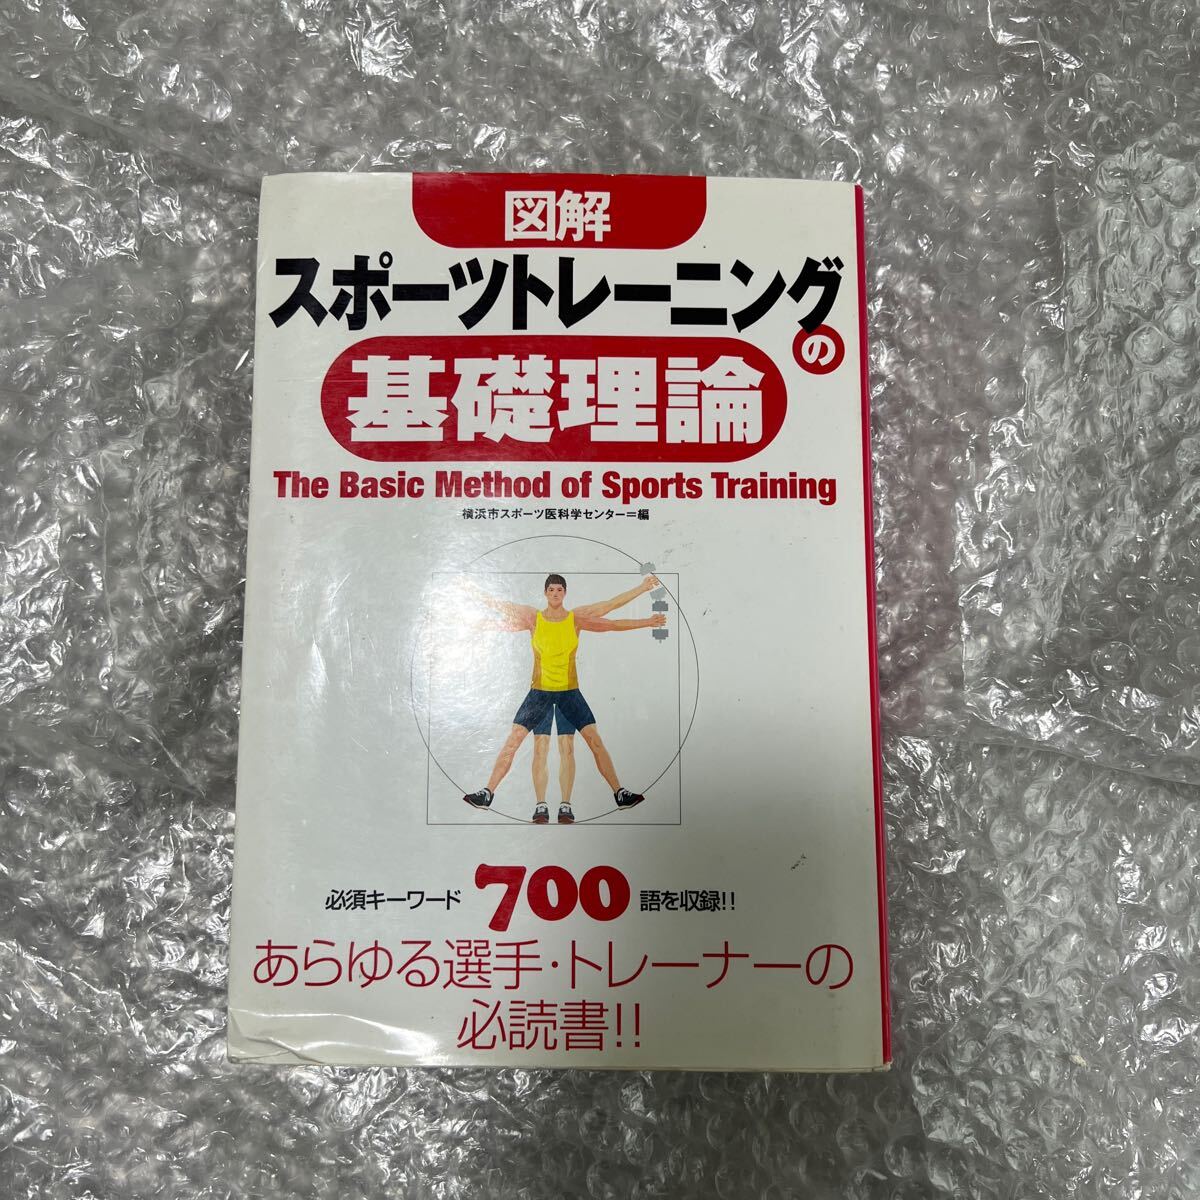 図解
スポーツトレーニングの
基礎理論
The Basic Method of Sports Training
横浜市スポーツ医科学センター=編
必須キーワード700語を収録!!
あらゆる選手・トレーナーの
必読書!!